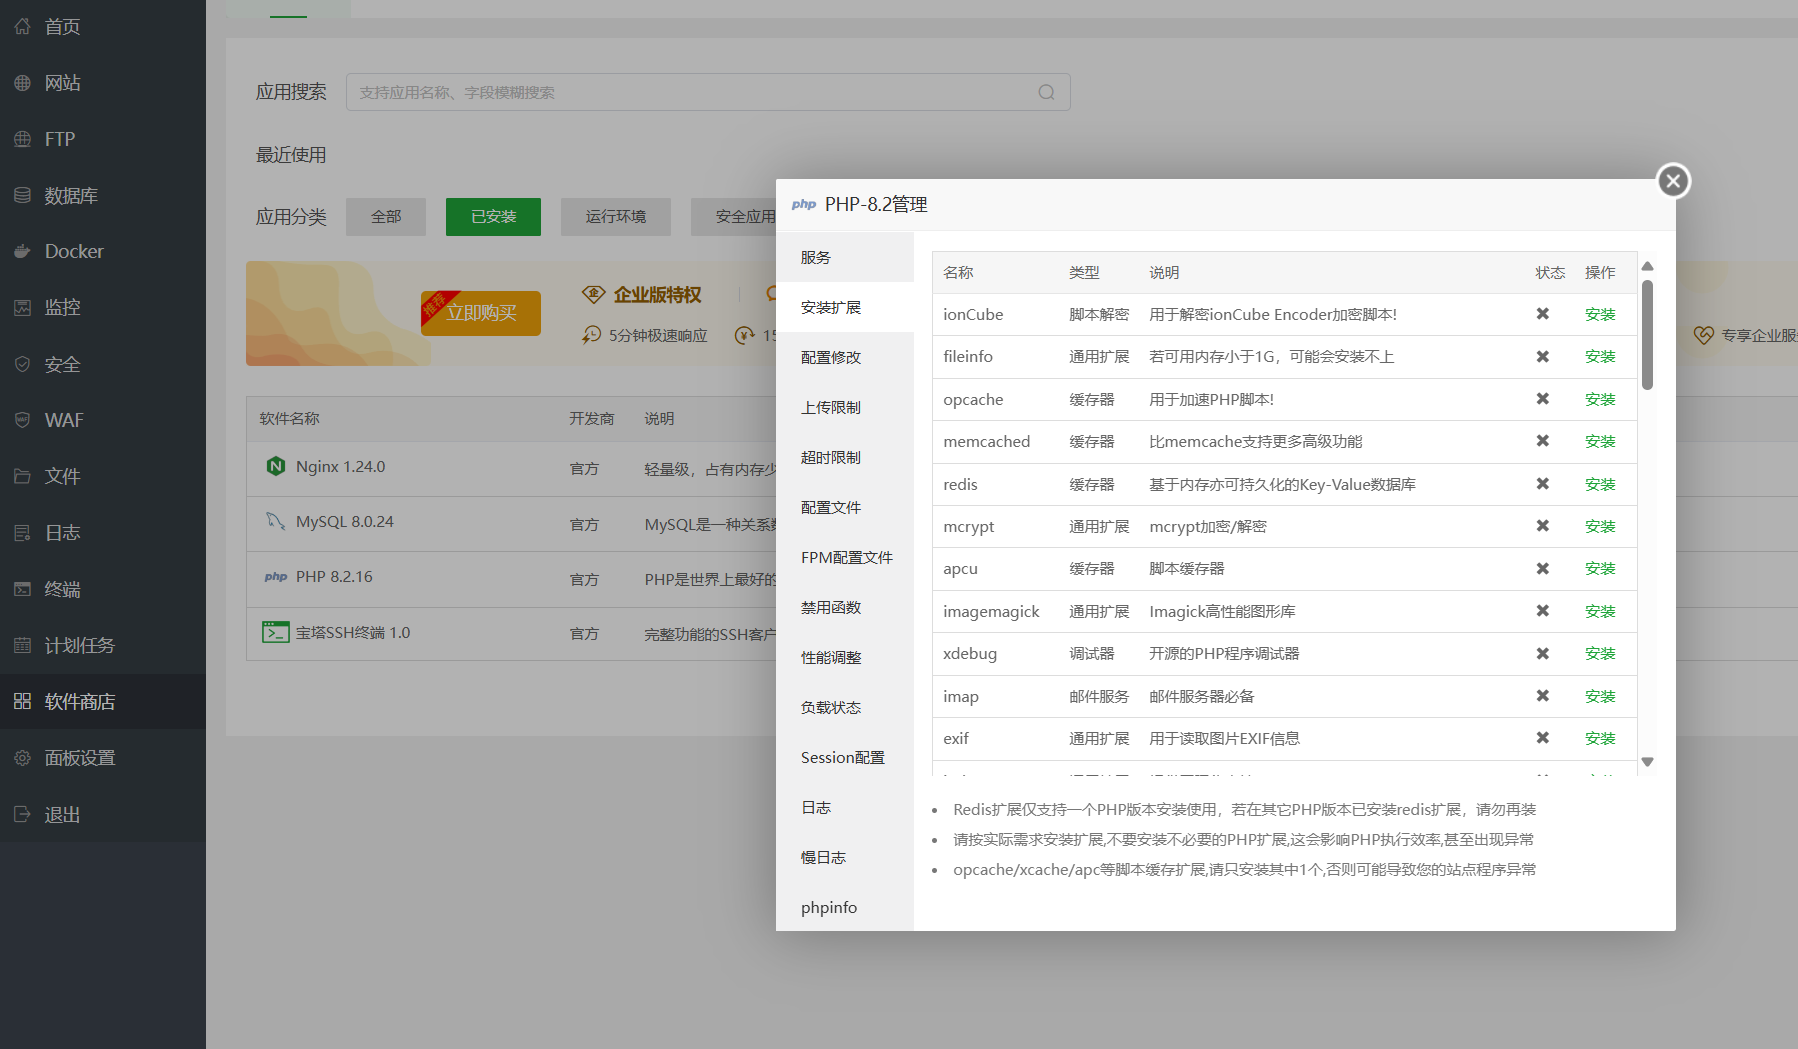 首页
网站
FTP
数据库
Docker
监控
安全
WAF
文件
日志
终端
计划任务
软件商店
面板设置
退出
应用搜索 支持应用名称、字段模糊搜索
最近使用
应用分类 全部 已安装 运行环境 安全应用
推荐 立即购买
企业版特权
5分钟极速响应 15
专享企业服
软件名称 开发商 说明
Nginx 1.24.0 官方 轻量级，占有内存少
MySQL 8.0.24 官方 MySQL是一种关系
php PHP 8.2.16 官方 PHP是世界上最好的
宝塔SSH终端 1.0 官方 完整功能的SSH客户
php PHP-8.2管理
服务
安装扩展
配置修改
上传限制
超时限制
配置文件
FPM配置文件
禁用函数
性能调整
负载状态
Session配置
日志
慢日志
phpinfo
名称 类型 说明 状态 操作
ionCube 脚本解密 用于解密ionCube Encoder加密脚本! 安装
fileinfo 通用扩展 若可用内存小于1G，可能会安装不上 安装
opcache 缓存器 用于加速PHP脚本! 安装
memcached 缓存器 比memcache支持更多高级功能 安装
redis 缓存器 基于内存亦可持久化的Key-Value数据库 安装
mcrypt 通用扩展 mcrypt加密/解密 安装
apcu 缓存器 脚本缓存器 安装
imagemagick 通用扩展 Imagick高性能图形库 安装
xdebug 调试器 开源的PHP程序调试器 安装
imap 邮件服务 邮件服务器必备 安装
exif 通用扩展 用于读取图片EXIF信息 安装
Redis扩展仅支持一个PHP版本安装使用，若在其它PHP版本已安装redis扩展，请勿再装
请按实际需求安装扩展,不要安装不必要的PHP扩展,这会影响PHP执行效率,甚至出现异常
opcache/xcache/apc等脚本缓存扩展,请只安装其中1个,否则可能导致您的站点程序异常